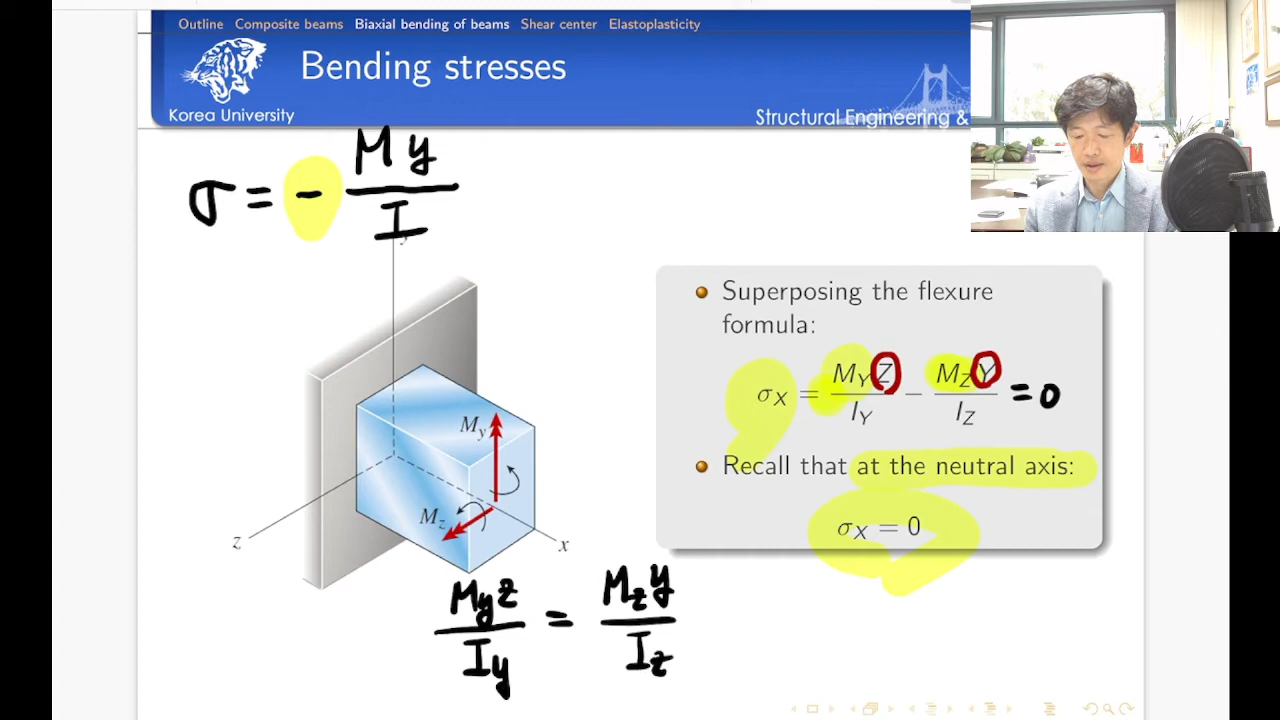 Outline Composite beams Biaxial bending of beams Shear center Elastoplasticity
Bending stresses
Korea University
Structural Engineering &
σ = - My / I
y
Superposing the flexure
formula:
σX = MYZ / IY − MZY / IZ = 0
Recall that at the neutral axis:
σX = 0
My
Mz
z
x
Myz / Iy = Mzy / Iz